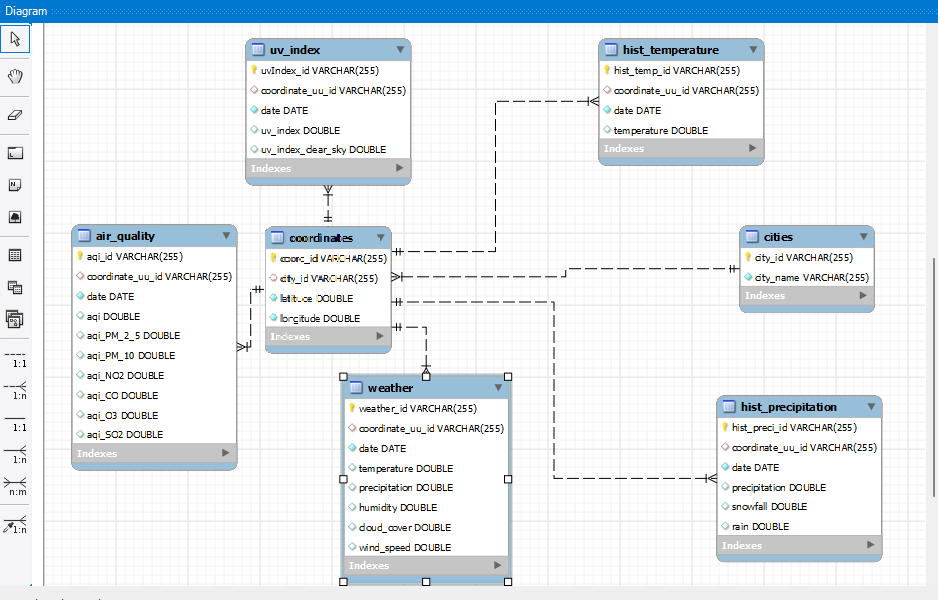 Diagram
uv_index
uvIndex_id VARCHAR(255)
coordinate_uu_id VARCHAR(255)
date DATE
uv_index DOUBLE
uv_index_clear_sky DOUBLE
Indexes
hist_temperature
hist_temp_id VARCHAR(255)
coordinate_uu_id VARCHAR(255)
date DATE
temperature DOUBLE
Indexes
air_quality
aqi_id VARCHAR(255)
coordinate_uu_id VARCHAR(255)
date DATE
aqi DOUBLE
aqi_PM_2_5 DOUBLE
aqi_PM_10 DOUBLE
aqi_NO2 DOUBLE
aqi_CO DOUBLE
aqi_O3 DOUBLE
aqi_SO2 DOUBLE
Indexes
coordinates
coord_id VARCHAR(255)
city_id VARCHAR(255)
latitude DOUBLE
longitude DOUBLE
Indexes
cities
city_id VARCHAR(255)
city_name VARCHAR(255)
Indexes
weather
weather_id VARCHAR(255)
coordinate_uu_id VARCHAR(255)
date DATE
temperature DOUBLE
precipitation DOUBLE
humidity DOUBLE
cloud_cover DOUBLE
wind_speed DOUBLE
Indexes
hist_precipitation
hist_preci_id VARCHAR(255)
coordinate_uu_id VARCHAR(255)
date DATE
precipitation DOUBLE
snowfall DOUBLE
rain DOUBLE
Indexes
N
1:1
1:n
1:1
1:n
n:m
1:n